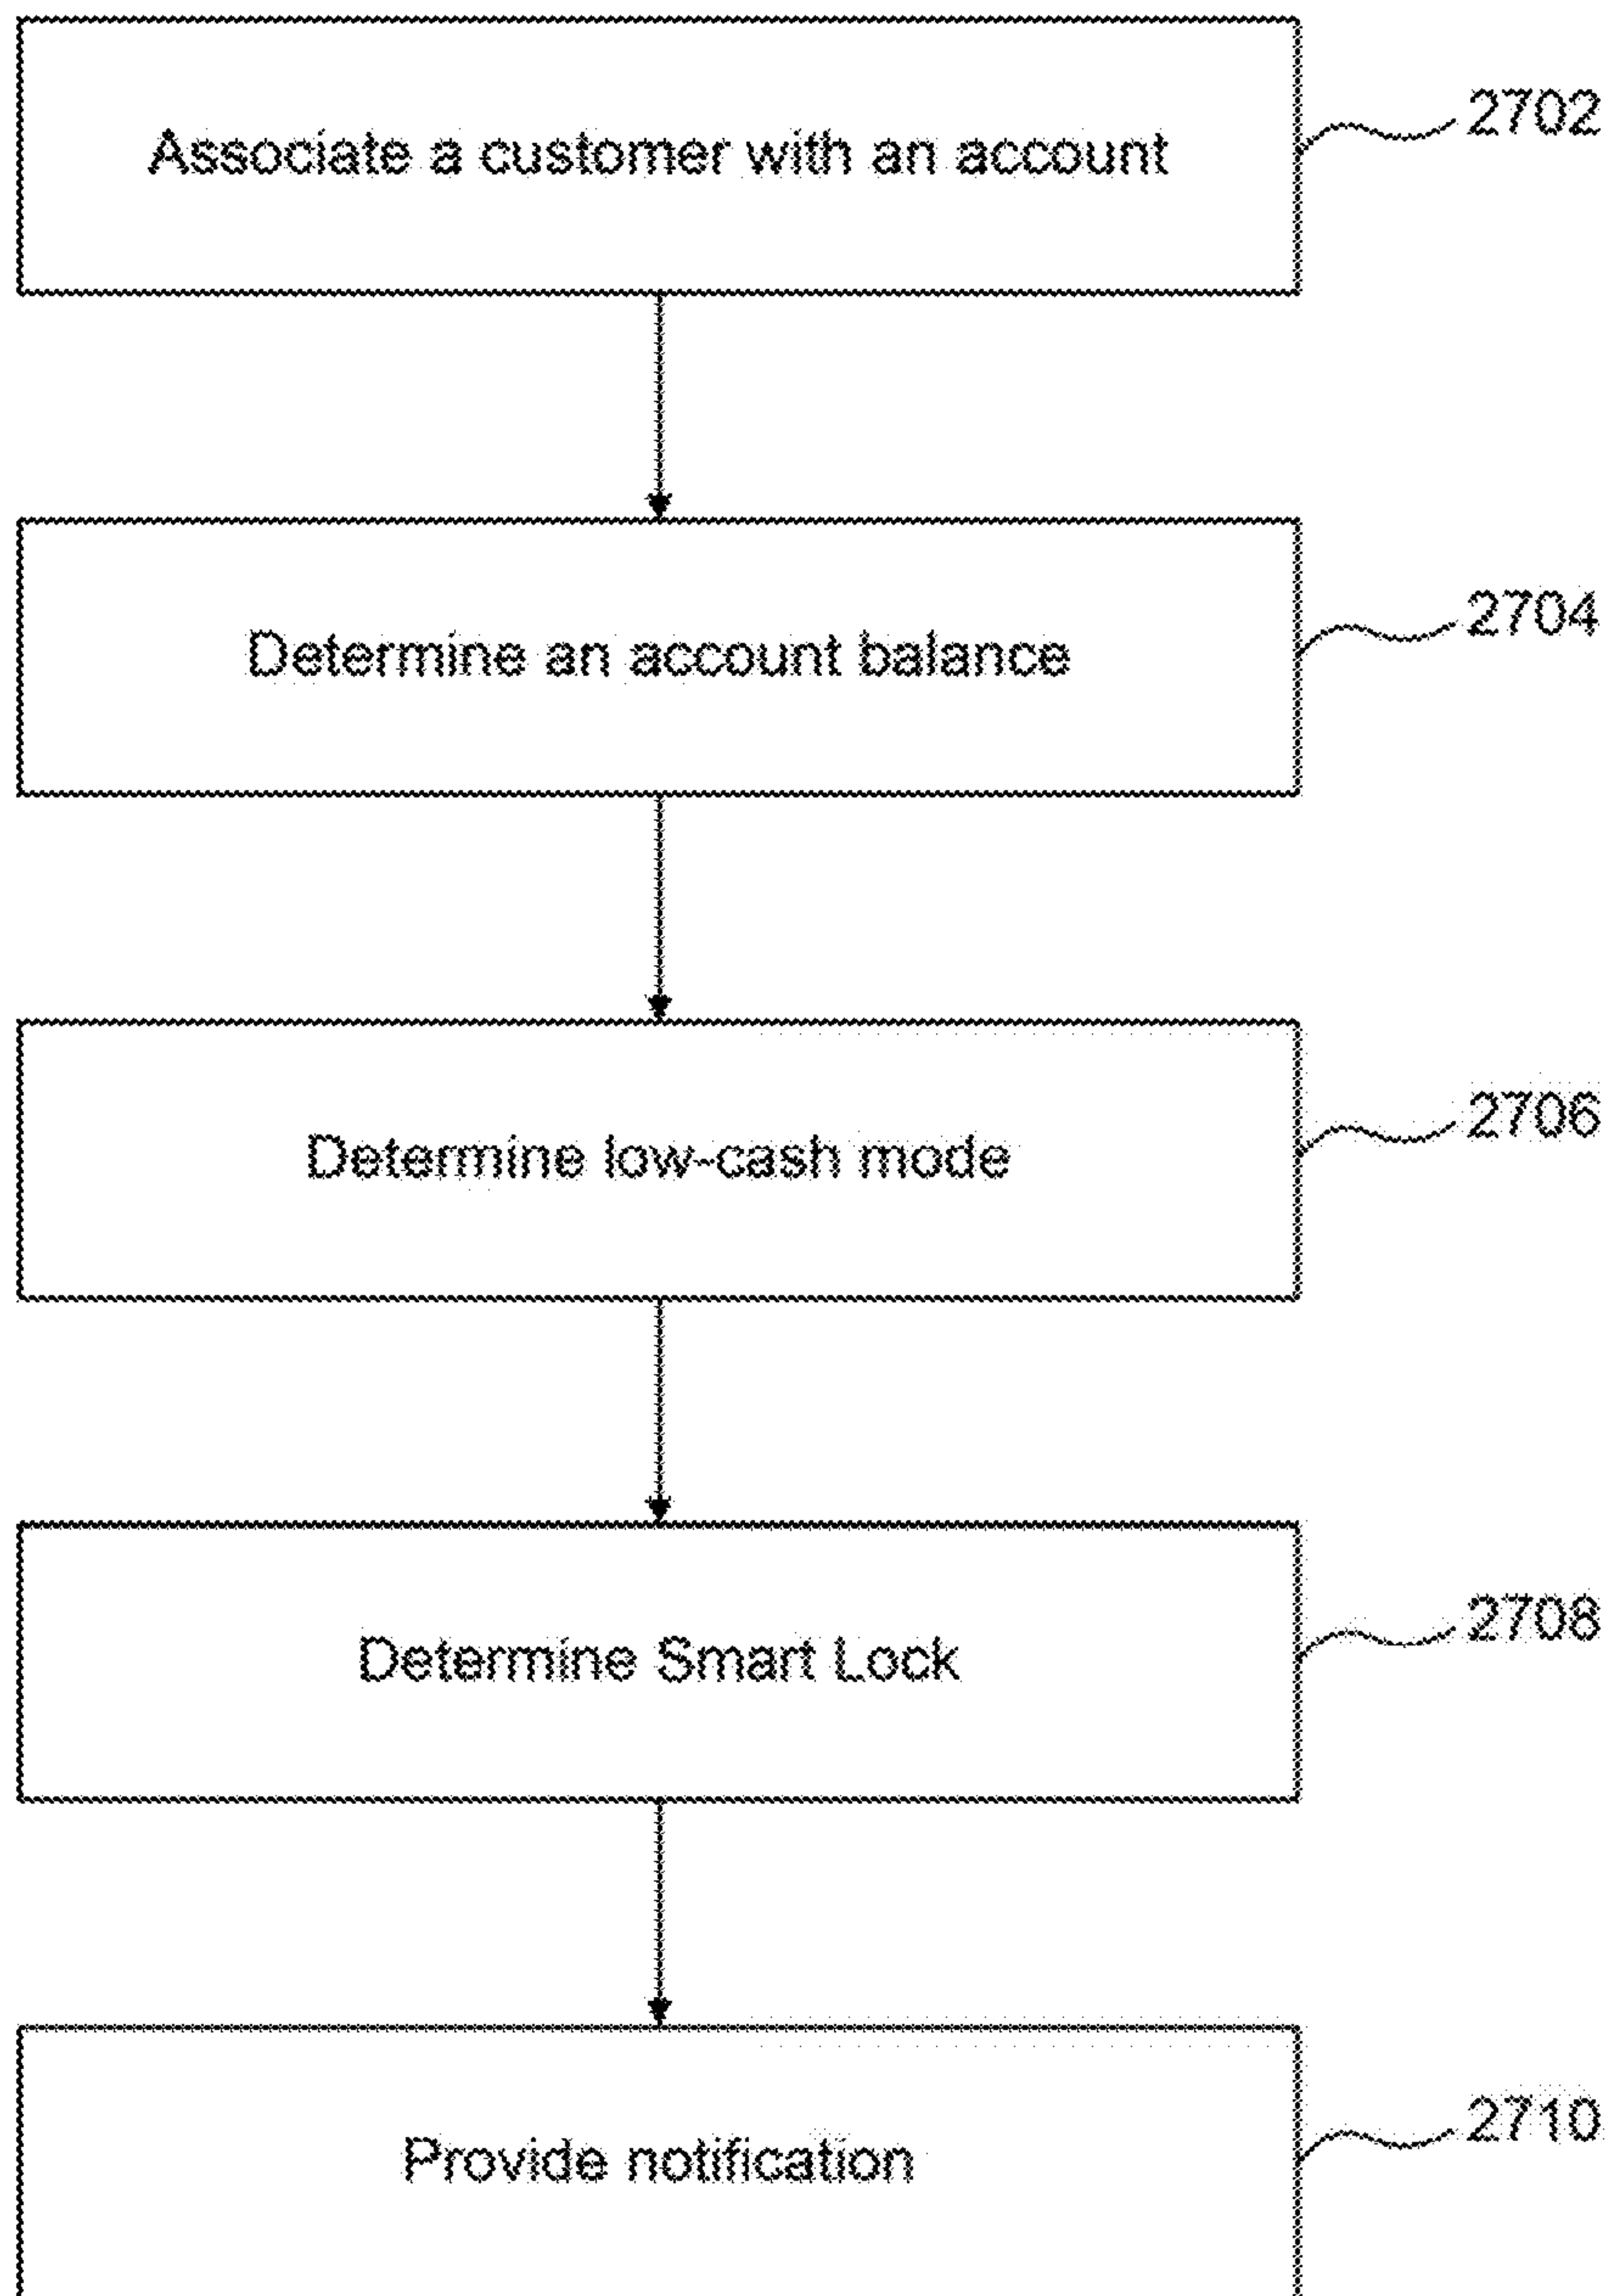 Associate a customer with an account
2702
Determine an account balance
2704
Determine low-cash mode
2706
Determine Smart Lock
2708
Provide notification
2710